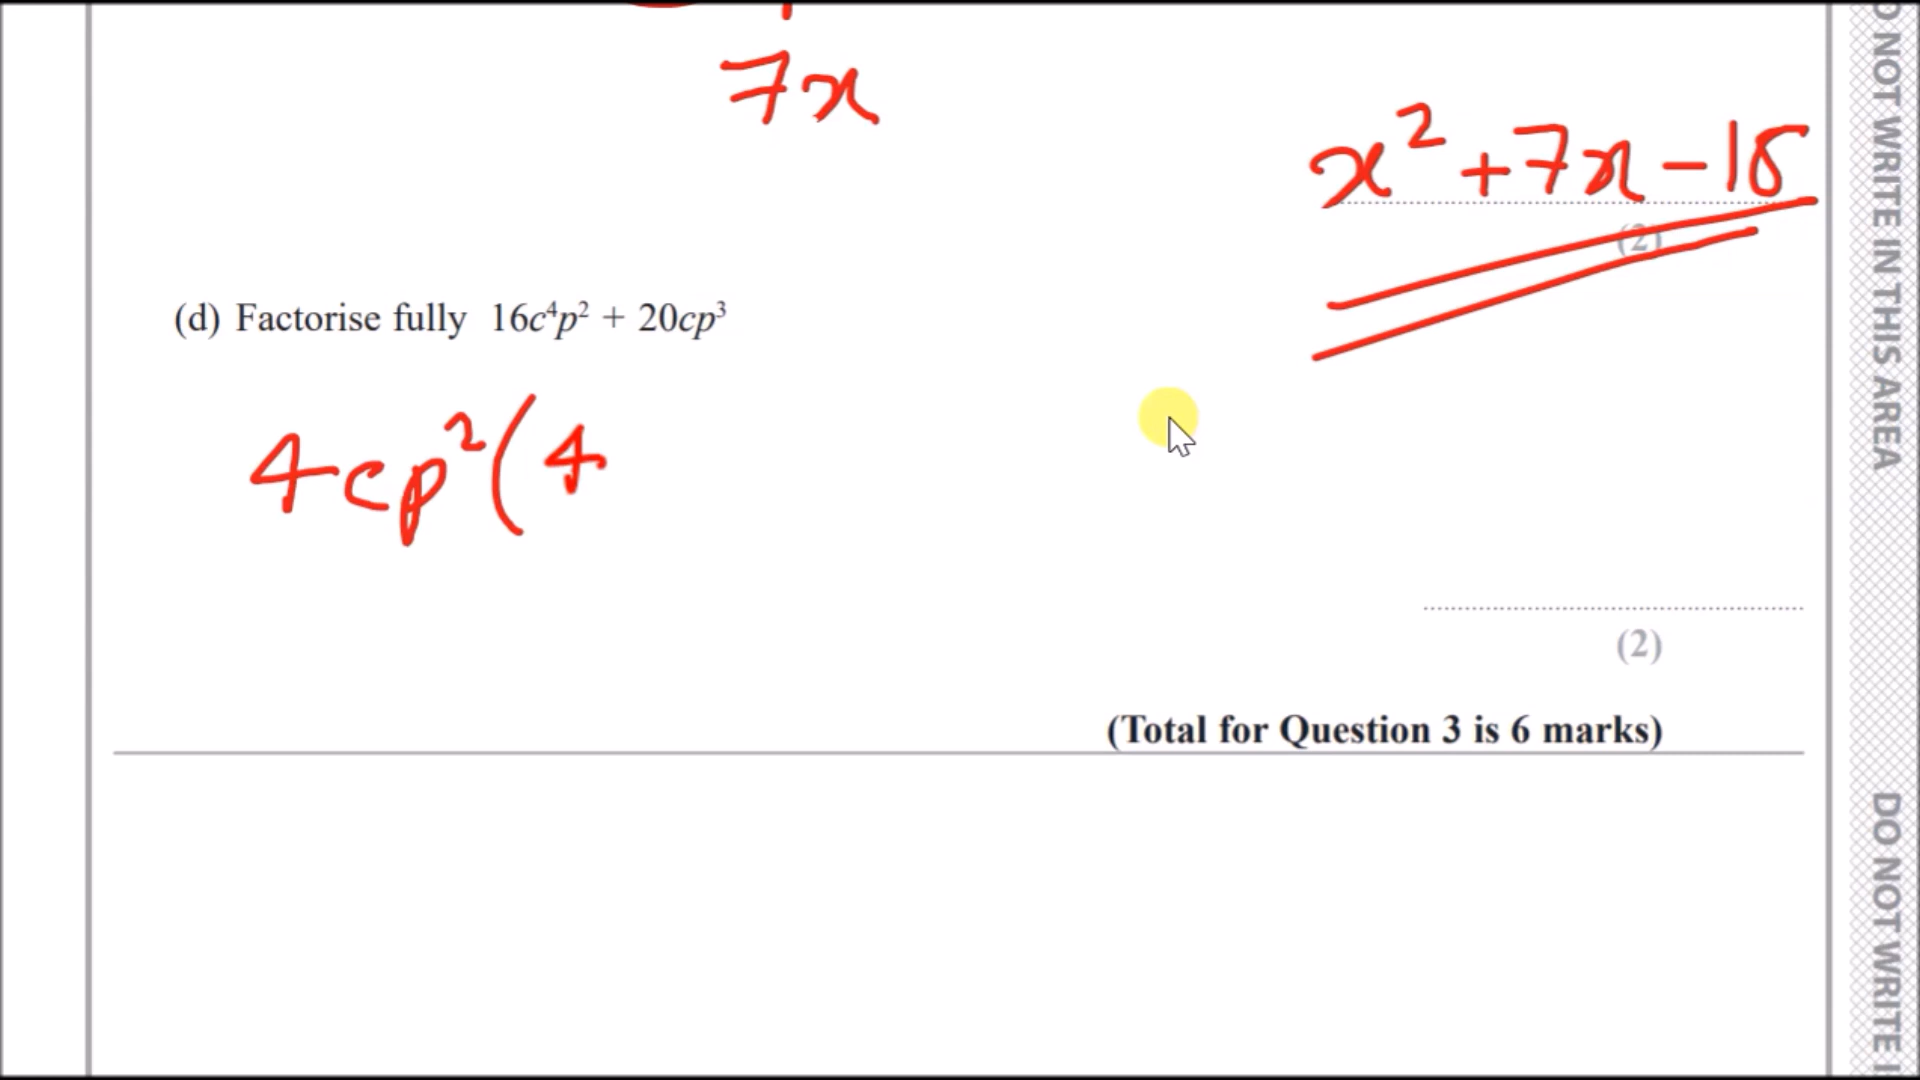 7x
x² + 7x - 18
(2)
(d) Factorise fully 16c⁴p² + 20cp³
4cp²(4
(2)
(Total for Question 3 is 6 marks)
O NOT WRITE IN THIS AREA
DO NOT WRITE I